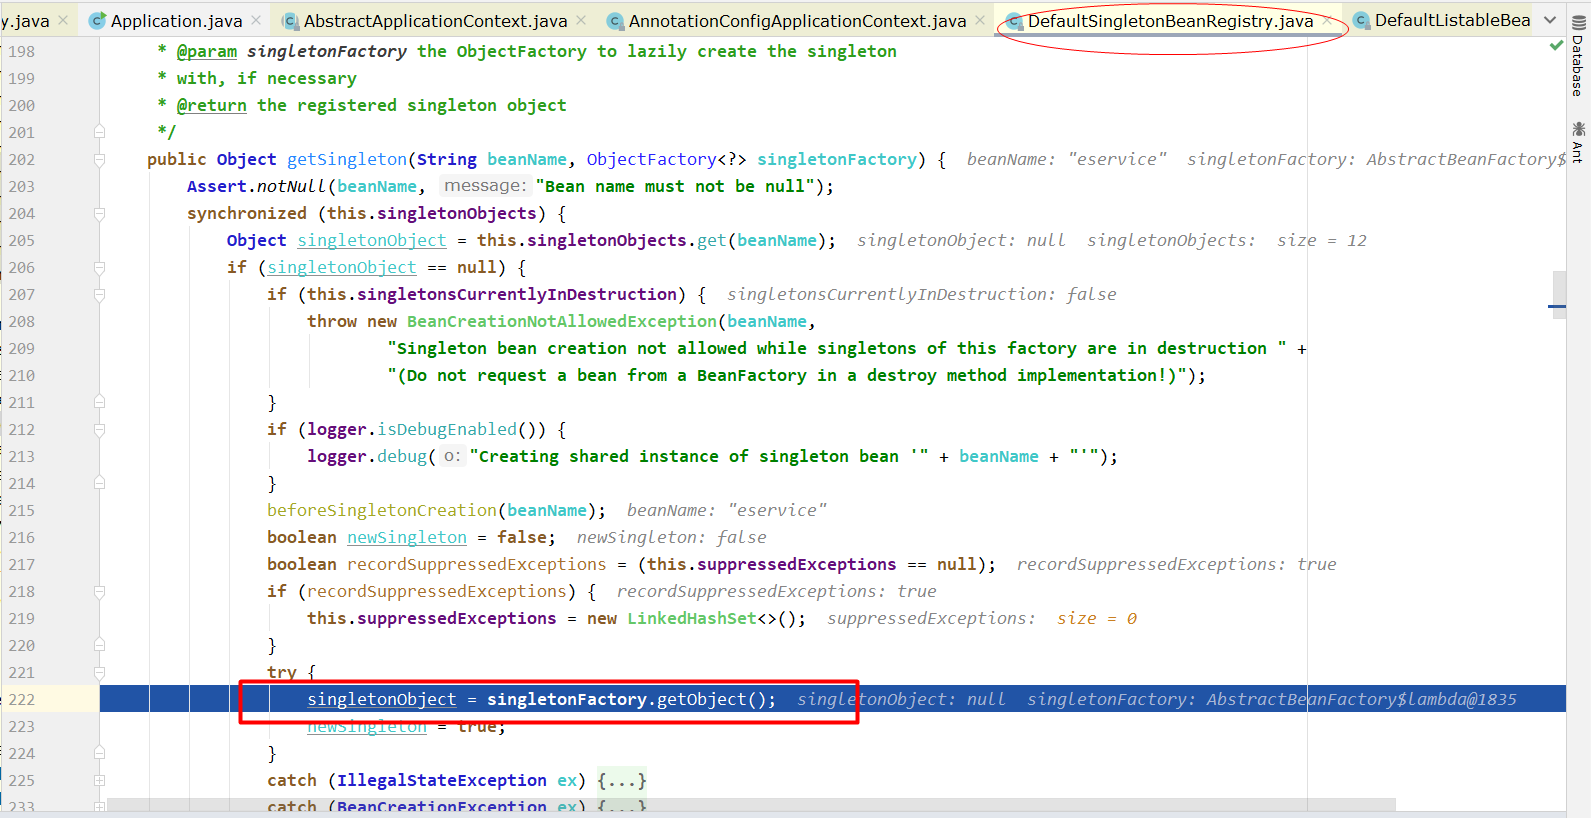 y.java Application.java AbstractApplicationContext.java AnnotationConfigApplicationContext.java DefaultSingletonBeanRegistry.java DefaultListableBea
Database
Ant
198 * @param singletonFactory the ObjectFactory to lazily create the singleton
199 * with, if necessary
200 * @return the registered singleton object
201 */
202 public Object getSingleton(String beanName, ObjectFactory<?> singletonFactory) { beanName: "eservice" singletonFactory: AbstractBeanFactory$
203 Assert.notNull(beanName, message: "Bean name must not be null");
204 synchronized (this.singletonObjects) {
205 Object singletonObject = this.singletonObjects.get(beanName); singletonObject: null singletonObjects: size = 12
206 if (singletonObject == null) {
207 if (this.singletonsCurrentlyInDestruction) { singletonsCurrentlyInDestruction: false
208 throw new BeanCreationNotAllowedException(beanName,
209 "Singleton bean creation not allowed while singletons of this factory are in destruction " +
210 "(Do not request a bean from a BeanFactory in a destroy method implementation!)");
211 }
212 if (logger.isDebugEnabled()) {
213 logger.debug( o: "Creating shared instance of singleton bean '" + beanName + "'");
214 }
215 beforeSingletonCreation(beanName); beanName: "eservice"
216 boolean newSingleton = false; newSingleton: false
217 boolean recordSuppressedExceptions = (this.suppressedExceptions == null); recordSuppressedExceptions: true
218 if (recordSuppressedExceptions) { recordSuppressedExceptions: true
219 this.suppressedExceptions = new LinkedHashSet<>(); suppressedExceptions: size = 0
220 }
221 try {
222 singletonObject = singletonFactory.getObject(); singletonObject: null singletonFactory: AbstractBeanFactory$lambda@1835
223 newSingleton = true;
224 }
225 catch (IllegalStateException ex) {...}
233 catch (BeanCreationException ex) {...}